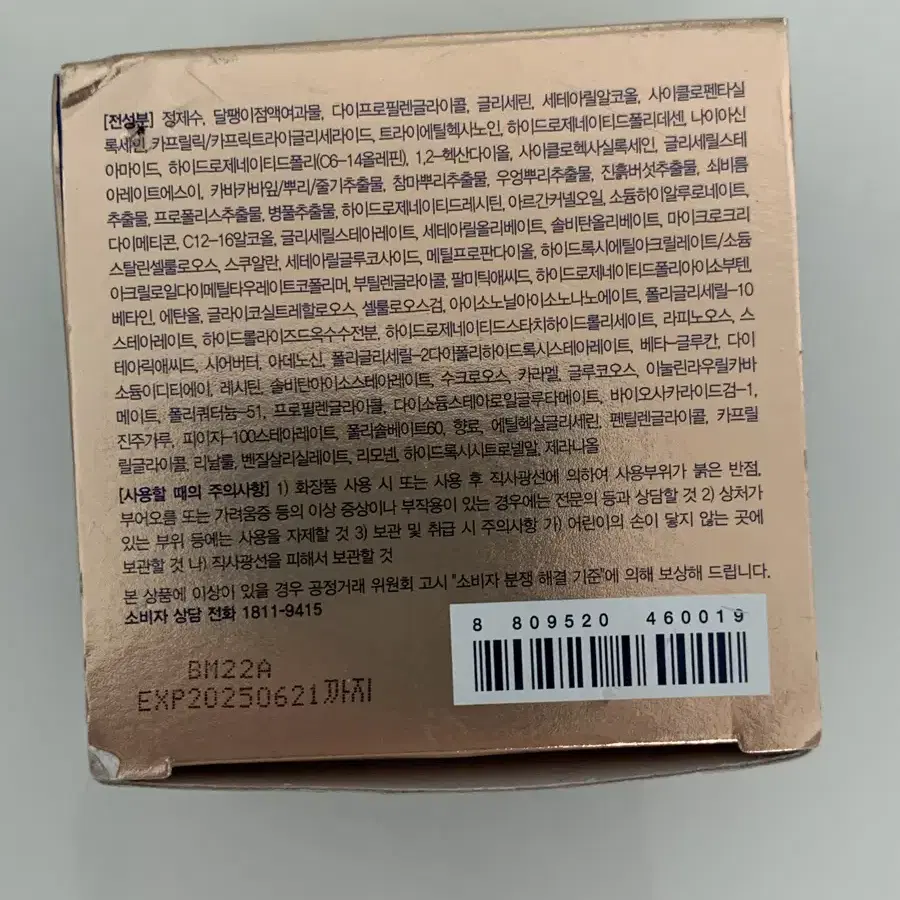 [전성분] 정제수, 달팽이점액여과물, 다이프로필렌글라이콜, 글리세린, 세테아릴알코올, 사이클로펜타실
록세인, 카프릴릭/카프릭트라이글리세라이드, 트라이에틸헥사노인, 하이드로제네이티드폴리데센, 나이아신
아마이드, 하이드로제네이티드폴리(C6-14올레핀), 1,2-헥산다이올, 사이클로헥사실록세인, 글리세릴스테
아레이트에스이, 카바카바잎/뿌리/줄기추출물, 참마뿌리추출물, 우엉뿌리추출물, 진흙버섯추출물, 쇠비름
추출물, 프로폴리스추출물, 병풀추출물, 하이드로제네이티드레시틴, 아르간커넬오일, 소듐하이알루로네이트,
다이메티콘, C12-16알코올, 글리세릴스테아레이트, 세테아릴올리베이트, 솔비탄올리베이트, 마이크로크리
스탈린셀룰로오스, 스쿠알란, 세테아릴글루코사이드, 메틸프로판다이올, 하이드록시에틸아크릴레이트/소듐
아크릴로일다이메틸타우레이트코폴리머, 부틸렌글라이콜, 팔미틱애씨드, 하이드로제네이티드폴리아이소부텐,
베타인, 에탄올, 글라이코실트레할로오스, 셀룰로오스검, 아이소노닐아이소노나노에이트, 폴리글리세릴-10
스테아레이트, 하이드롤라이즈드옥수수전분, 하이드로제네이티드스타치하이드롤리세이트, 라피노오스, 스
테아릭애씨드, 시어버터, 아데노신, 폴리글리세릴-2다이폴리하이드록시스테아레이트, 베타-글루칸, 다이
소듐이디티에이, 레시틴, 솔비탄아이소스테아레이트, 수크로오스, 카라멜, 글루코오스, 이눌린라우릴카바
메이트, 폴리쿼터늄-51, 프로필렌글라이콜, 다이소듐스테아로일글루타메이트, 바이오사카라이드검-1,
진주가루, 피이지-100스테아레이트, 폴리솔베이트60, 향료, 에틸헥실글리세린, 펜틸렌글라이콜, 카프릴
릴글라이콜, 리날룰, 벤질살리실레이트, 리모넨, 하이드록시시트로넬알, 제라니올
[사용할 때의 주의사항] 1) 화장품 사용 시 또는 사용 후 직사광선에 의하여 사용부위가 붉은 반점,
부어오름 또는 가려움증 등의 이상 증상이나 부작용이 있는 경우에는 전문의 등과 상담할 것 2) 상처가
있는 부위 등에는 사용을 자제할 것 3) 보관 및 취급 시 주의사항 가) 어린이의 손이 닿지 않는 곳에
보관할 것 나) 직사광선을 피해서 보관할 것
본 상품에 이상이 있을 경우 공정거래 위원회 고시 "소비자 분쟁 해결 기준"에 의해 보상해 드립니다.
소비자 상담 전화 1811-9415
8 809520 460019
BM22A
EXP20250621까지